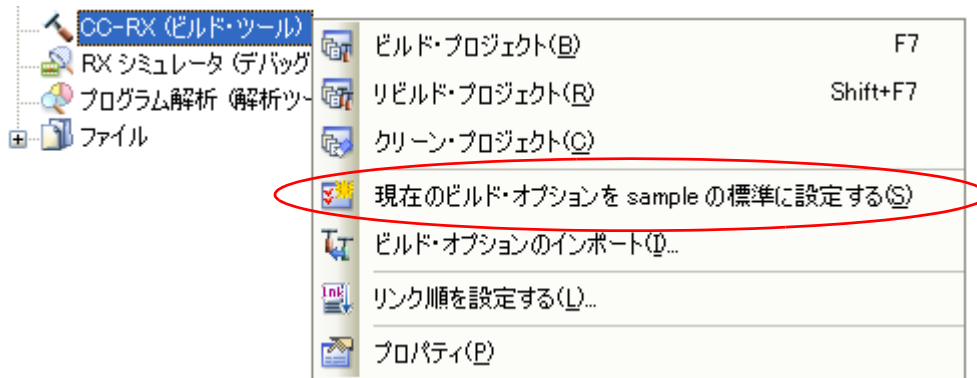 CC-RX (ビルド・ツール)
RX シミュレータ (デバッグ
プログラム解析 (解析ツー
ファイル
ビルド・プロジェクト(B) F7
リビルド・プロジェクト(R) Shift+F7
クリーン・プロジェクト(C)
現在のビルド・オプションを sample の標準に設定する(S)
ビルド・オプションのインポート(I)...
リンク順を設定する(L)...
プロパティ(P)